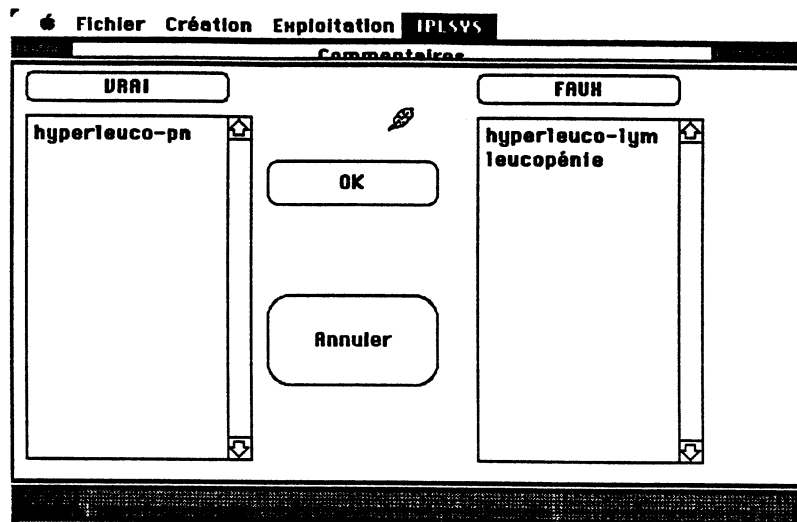 Fichier Création Exploitation IPLSYS
Commentaires
VRAI
FAUX
hyperleuco-pn
hyperleuco-lym
leucopénie
OK
Annuler